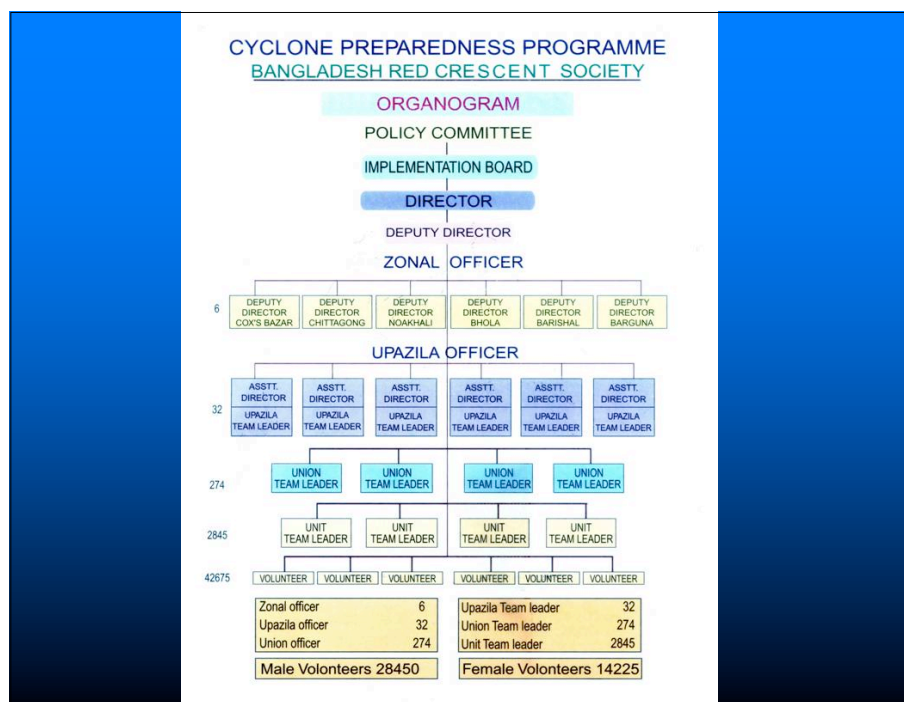 CYCLONE PREPAREDNESS PROGRAMME
BANGLADESH RED CRESCENT SOCIETY
ORGANOGRAM
POLICY COMMITTEE
IMPLEMENTATION BOARD
DIRECTOR
DEPUTY DIRECTOR
ZONAL OFFICER
6
DEPUTY DIRECTOR COX'S BAZAR
DEPUTY DIRECTOR CHITTAGONG
DEPUTY DIRECTOR NOAKHALI
DEPUTY DIRECTOR BHOLA
DEPUTY DIRECTOR BARISHAL
DEPUTY DIRECTOR BARGUNA
UPAZILA OFFICER
32
ASSTT. DIRECTOR UPAZILA TEAM LEADER
ASSTT. DIRECTOR UPAZILA TEAM LEADER
ASSTT. DIRECTOR UPAZILA TEAM LEADER
ASSTT. DIRECTOR UPAZILA TEAM LEADER
ASSTT. DIRECTOR UPAZILA TEAM LEADER
ASSTT. DIRECTOR UPAZILA TEAM LEADER
274
UNION TEAM LEADER
UNION TEAM LEADER
UNION TEAM LEADER
UNION TEAM LEADER
2845
UNIT TEAM LEADER
UNIT TEAM LEADER
UNIT TEAM LEADER
UNIT TEAM LEADER
42675
VOLUNTEER VOLUNTEER VOLUNTEER VOLUNTEER VOLUNTEER VOLUNTEER
Zonal officer 6
Upazila officer 32
Union officer 274
Upazila Team leader 32
Union Team leader 274
Unit Team leader 2845
Male Volonteers 28450
Female Volonteers 14225